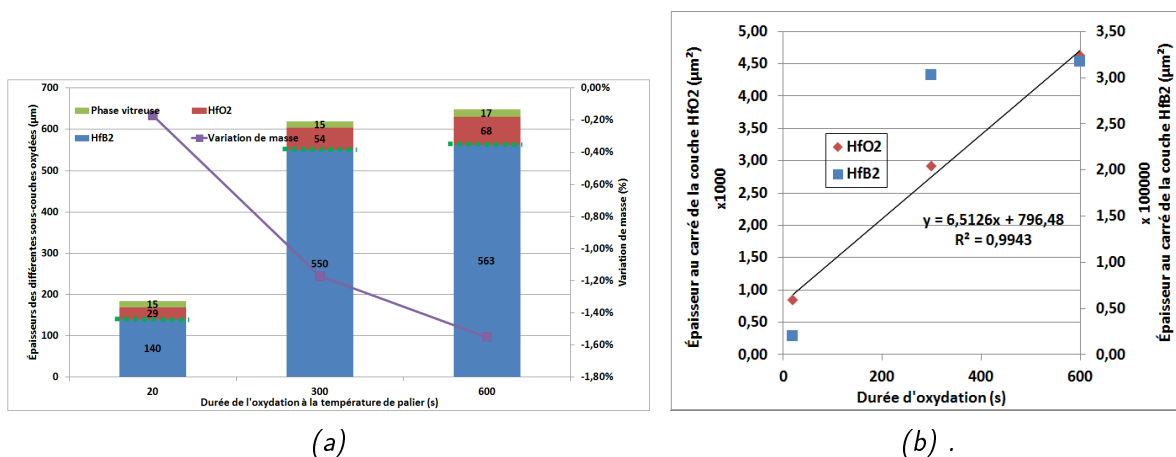 Épaisseurs des différentes sous-couches oxydées (µm)
700
600
500
400
300
200
100
0
Phase vitreuse
HfO2
HfB2
Variation de masse
15
29
140
15
54
550
17
68
563
20
300
600
Durée de l'oxydation à la température de palier (s)
0,00%
-0,20%
-0,40%
-0,60%
-0,80%
-1,00%
-1,20%
-1,40%
-1,60%
-1,80%
Variation de masse (%)
(a)
Épaisseur au carré de la couche HfO2 (µm²)
x1000
5,00
4,50
4,00
3,50
3,00
2,50
2,00
1,50
1,00
0,50
0,00
HfO2
HfB2
y = 6,5126x + 796,48
R² = 0,9943
0
200
400
600
Durée d'oxydation (s)
3,50
3,00
2,50
2,00
1,50
1,00
0,50
0,00
Épaisseur au carré de la couche HfB2 (µm²)
x 100000
(b) .